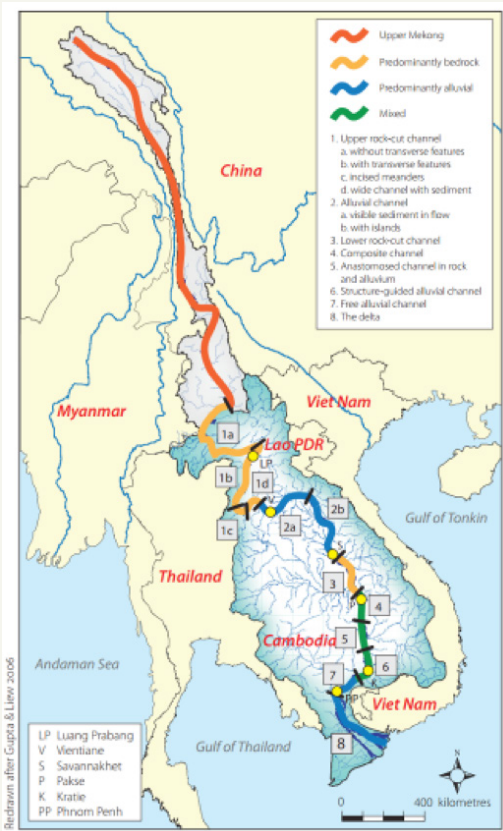 Upper Mekong
Predominantly bedrock
Predominantly alluvial
Mixed
1. Upper rock-cut channel
a. without transverse features
b. with transverse features
c. incised meanders
d. wide channel with sediment
2. Alluvial channel
a. visible sediment in flow
b. with islands
3. Lower rock-cut channel
4. Composite channel
5. Anastomosed channel in rock
and alluvium
6. Structure-guided alluvial channel
7. Free alluvial channel
8. The delta
China
Myanmar
Viet Nam
1a
Lao PDR
LP
1b
1d
V
2b
2a
1c
Gulf of Tonkin
S
Thailand
3
P
4
Cambodia
5
Andaman Sea
7
6
K
PP
Viet Nam
Gulf of Thailand
8
LP Luang Prabang
V Vientiane
S Savannakhet
P Pakse
K Kratie
PP Phnom Penh
N
0 400 kilometres
Redrawn after Gupta & Liew 2006